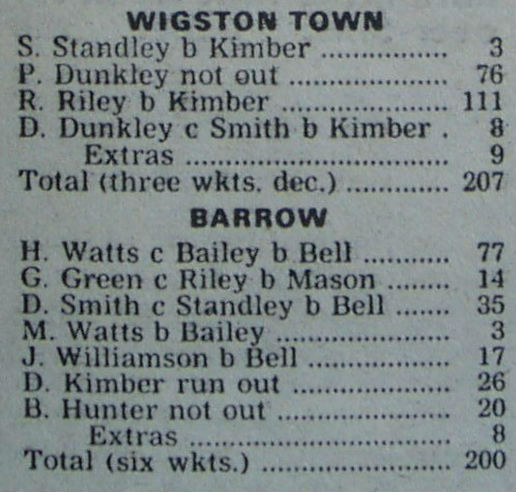 WIGSTON TOWN
S. Standley b Kimber ................. 3
P. Dunkley not out .................... 76
R. Riley b Kimber ..................... 111
D. Dunkley c Smith b Kimber . 8
Extras ................................. 9
Total (three wkts. dec.) ............. 207
BARROW
H. Watts c Bailey b Bell ........... 77
G. Green c Riley b Mason ........ 14
D. Smith c Standley b Bell ....... 35
M. Watts b Bailey ..................... 3
J. Williamson b Bell ................. 17
D. Kimber run out .................... 26
B. Hunter not out ..................... 20
Extras ................................. 8
Total (six wkts.) ........................ 200